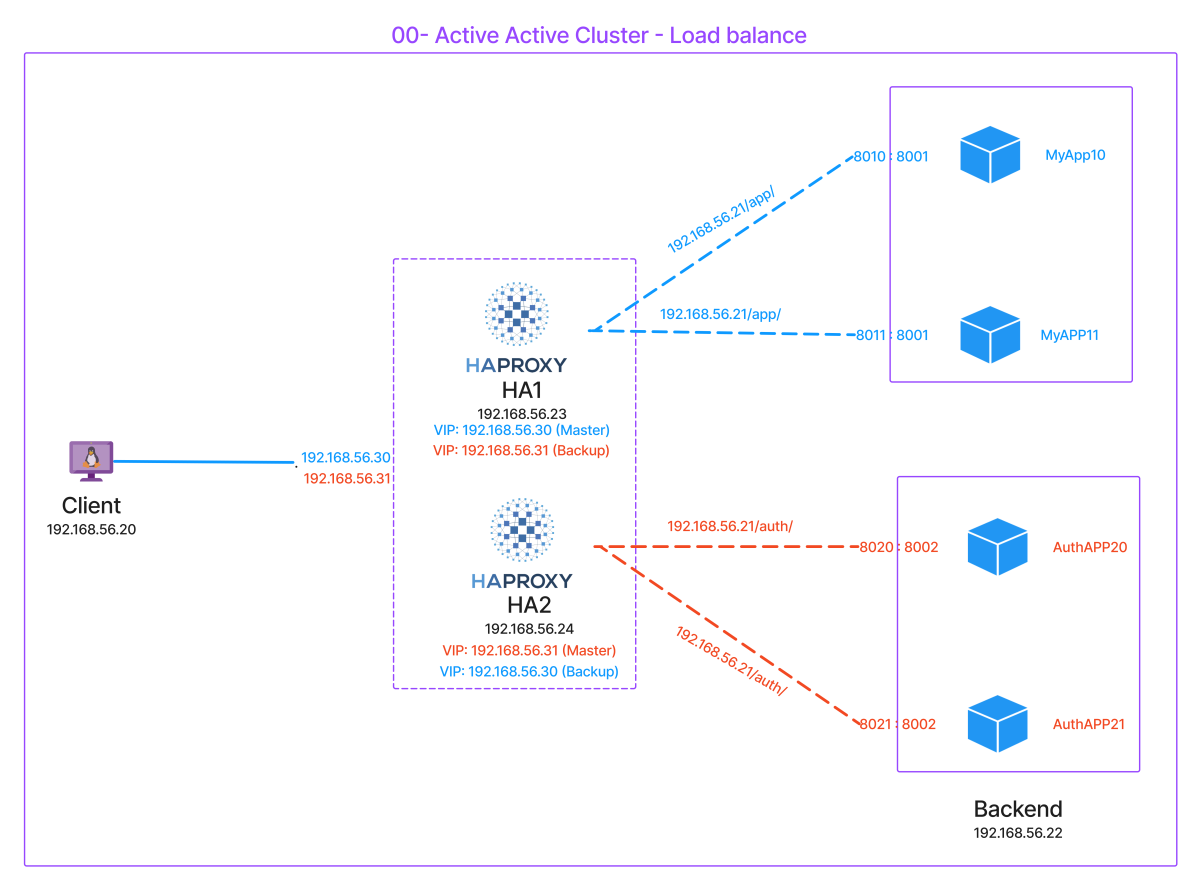 00- Active Active Cluster - Load balance
192.168.56.21/app/
8010 : 8001
MyApp10
192.168.56.21/app/
8011 : 8001
MyAPP11
HAPROXY
HA1
192.168.56.23
VIP: 192.168.56.30 (Master)
VIP: 192.168.56.31 (Backup)
192.168.56.30
192.168.56.31
Client
192.168.56.20
HAPROXY
HA2
192.168.56.24
VIP: 192.168.56.31 (Master)
VIP: 192.168.56.30 (Backup)
192.168.56.21/auth/
8020 : 8002
AuthAPP20
192.168.56.21/auth/
8021 : 8002
AuthAPP21
Backend
192.168.56.22